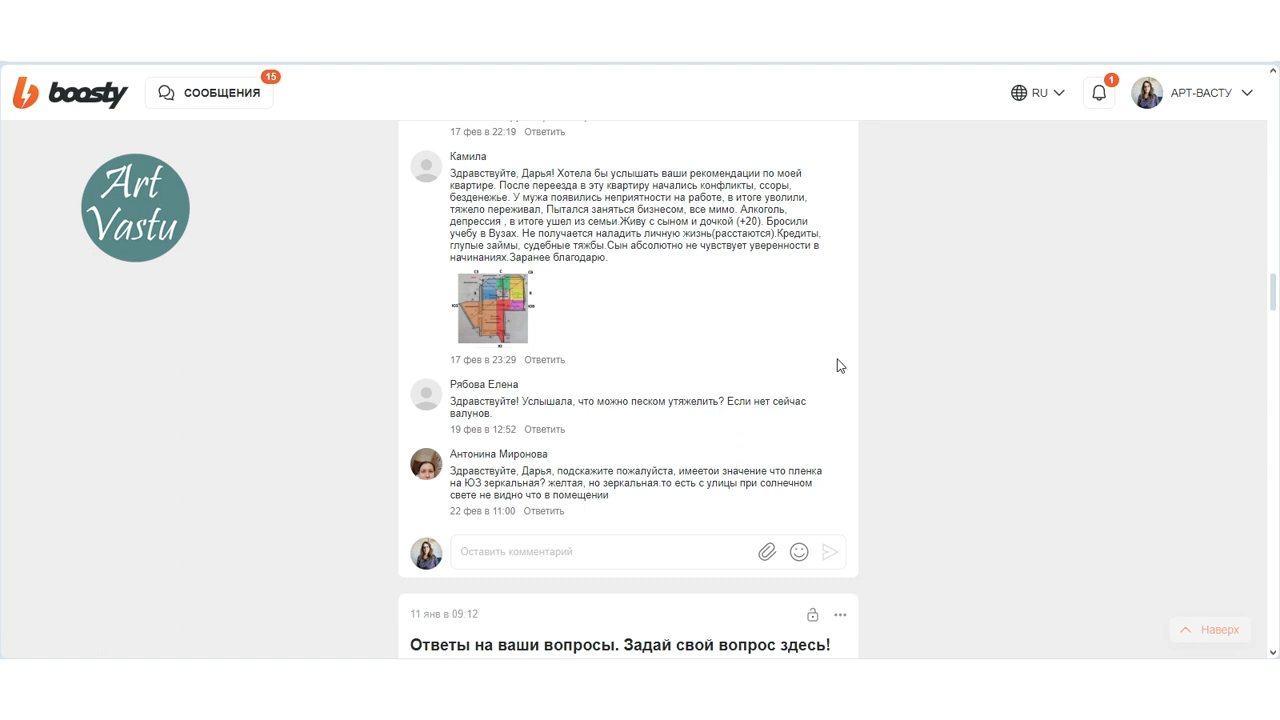 boosty
СООБЩЕНИЯ
15
RU
1
АРТ-ВАСТУ
Art
Vastu
17 фев в 22:19 Ответить
Камила
Здравствуйте, Дарья! Хотела бы услышать ваши рекомендации по моей
квартире. После переезда в эту квартиру начались конфликты, ссоры,
безденежье. У мужа появились неприятности на работе, в итоге уволили,
тяжело переживал, Пытался заняться бизнесом, все мимо. Алкоголь,
депрессия , в итоге ушел из семьи.Живу с сыном и дочкой (+20). Бросили
учебу в Вузах. Не получается наладить личную жизнь(расстаются).Кредиты,
глупые займы, судебные тяжбы.Сын абсолютно не чувствует уверенности в
начинаниях.Заранее благодарю.
17 фев в 23:29 Ответить
Рябова Елена
Здравствуйте! Услышала, что можно песком утяжелить? Если нет сейчас
валунов.
19 фев в 12:52 Ответить
Антонина Миронова
Здравствуйте, Дарья, подскажите пожалуйста, имеетои значение что пленка
на ЮЗ зеркальная? желтая, но зеркальная.то есть с улицы при солнечном
свете не видно что в помещении
22 фев в 11:00 Ответить
Оставить комментарий
11 янв в 09:12
Ответы на ваши вопросы. Задай свой вопрос здесь!
Наверх